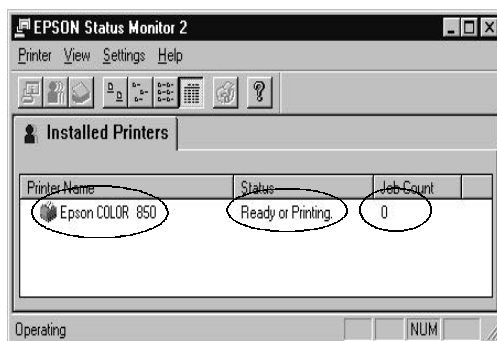 EPSON Status Monitor 2
Printer View Settings Help
Installed Printers
Printer Name Status Job Count
Epson COLOR 850 Ready or Printing. 0
Operating NUM